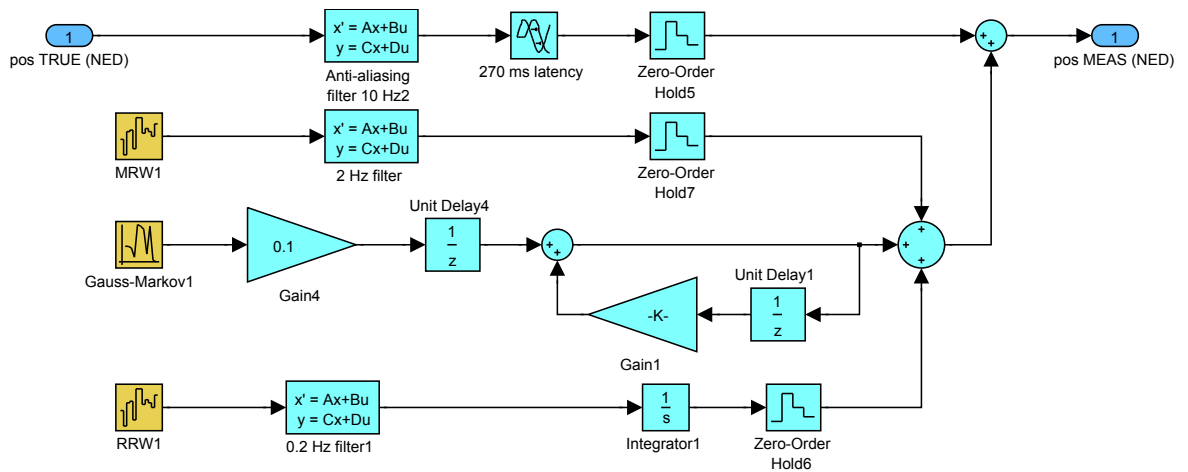 1
pos TRUE (NED)
x' = Ax+Bu
y = Cx+Du
Anti-aliasing
filter 10 Hz2
270 ms latency
Zero-Order
Hold5
+
+
1
pos MEAS (NED)
MRW1
x' = Ax+Bu
y = Cx+Du
2 Hz filter
Zero-Order
Hold7
Gauss-Markov1
0.1
Gain4
Unit Delay4
1
z
+
+
-K-
Gain1
Unit Delay1
1
z
+
+
+
RRW1
x' = Ax+Bu
y = Cx+Du
0.2 Hz filter1
1
s
Integrator1
Zero-Order
Hold6